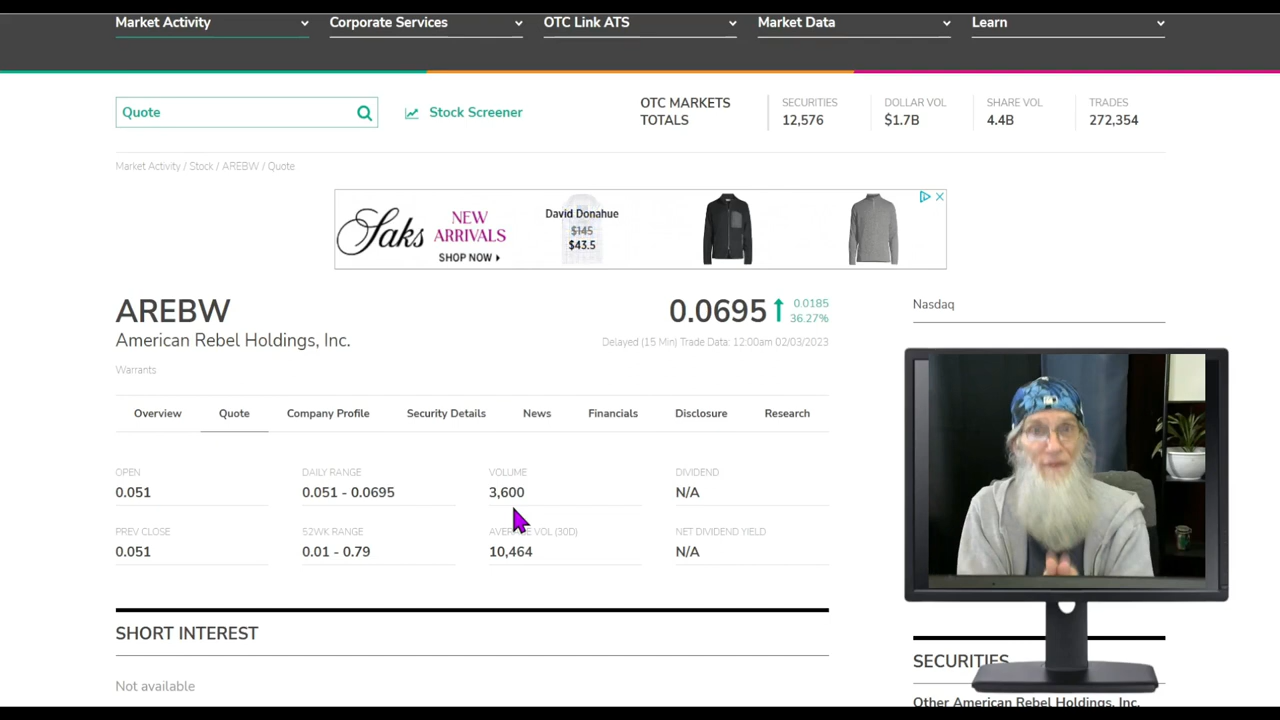 Market Activity
Corporate Services
OTC Link ATS
Market Data
Learn
Quote
Stock Screener
OTC MARKETS
TOTALS
SECURITIES
12,576
DOLLAR VOL
$1.7B
SHARE VOL
4.4B
TRADES
272,354
Market Activity / Stock / AREBW / Quote
Saks
NEW
ARRIVALS
SHOP NOW
David Donahue
$145
$43.5
AREBW
American Rebel Holdings, Inc.
Warrants
0.0695
0.0185
36.27%
Delayed (15 Min) Trade Data: 12:00am 02/03/2023
Nasdaq
Overview
Quote
Company Profile
Security Details
News
Financials
Disclosure
Research
OPEN
0.051
DAILY RANGE
0.051 - 0.0695
VOLUME
3,600
DIVIDEND
N/A
PREV CLOSE
0.051
52WK RANGE
0.01 - 0.79
AVERAGE VOL (30D)
10,464
NET DIVIDEND YIELD
N/A
SHORT INTEREST
Not available
SECURITIES
Other American Rebel Holdings, Inc.